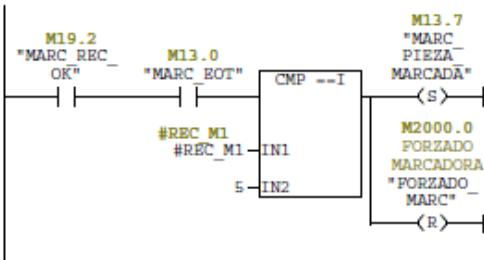 M19.2
"MARC_REC_
OK"
M13.0
"MARC_EOT"
CMP ==I
#REC_M1
#REC_M1
IN1
5
IN2
M13.7
"MARC_
PIEZA_
MARCADA"
(S)
M2000.0
FORZADO
MARCADORA
"FORZADO_
MARC"
(R)